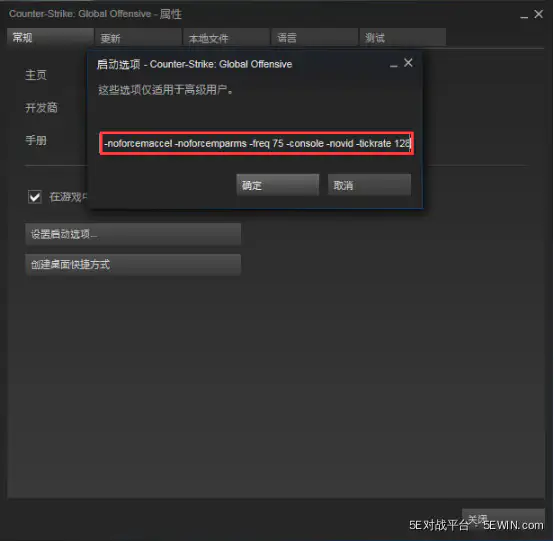 Counter-Strike: Global Offensive - 属性
常规
更新
本地文件
语言
测试
启动选项 - Counter-Strike: Global Offensive
这些选项仅适用于高级用户。
主页
开发商
手册
-noforcemaccel -noforcemparms -freq 75 -console -novid -tickrate 128
确定
取消
在游戏中
设置启动选项...
创建桌面快捷方式
关闭
5E对战平台 5EWIN.com